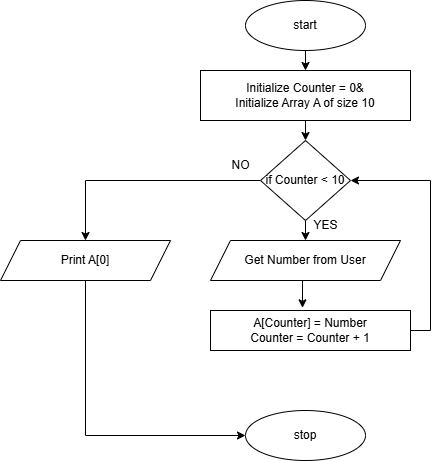 start
Initialize Counter = 0&
Initialize Array A of size 10
NO
if Counter < 10
YES
Print A[0]
Get Number from User
A[Counter] = Number
Counter = Counter + 1
stop